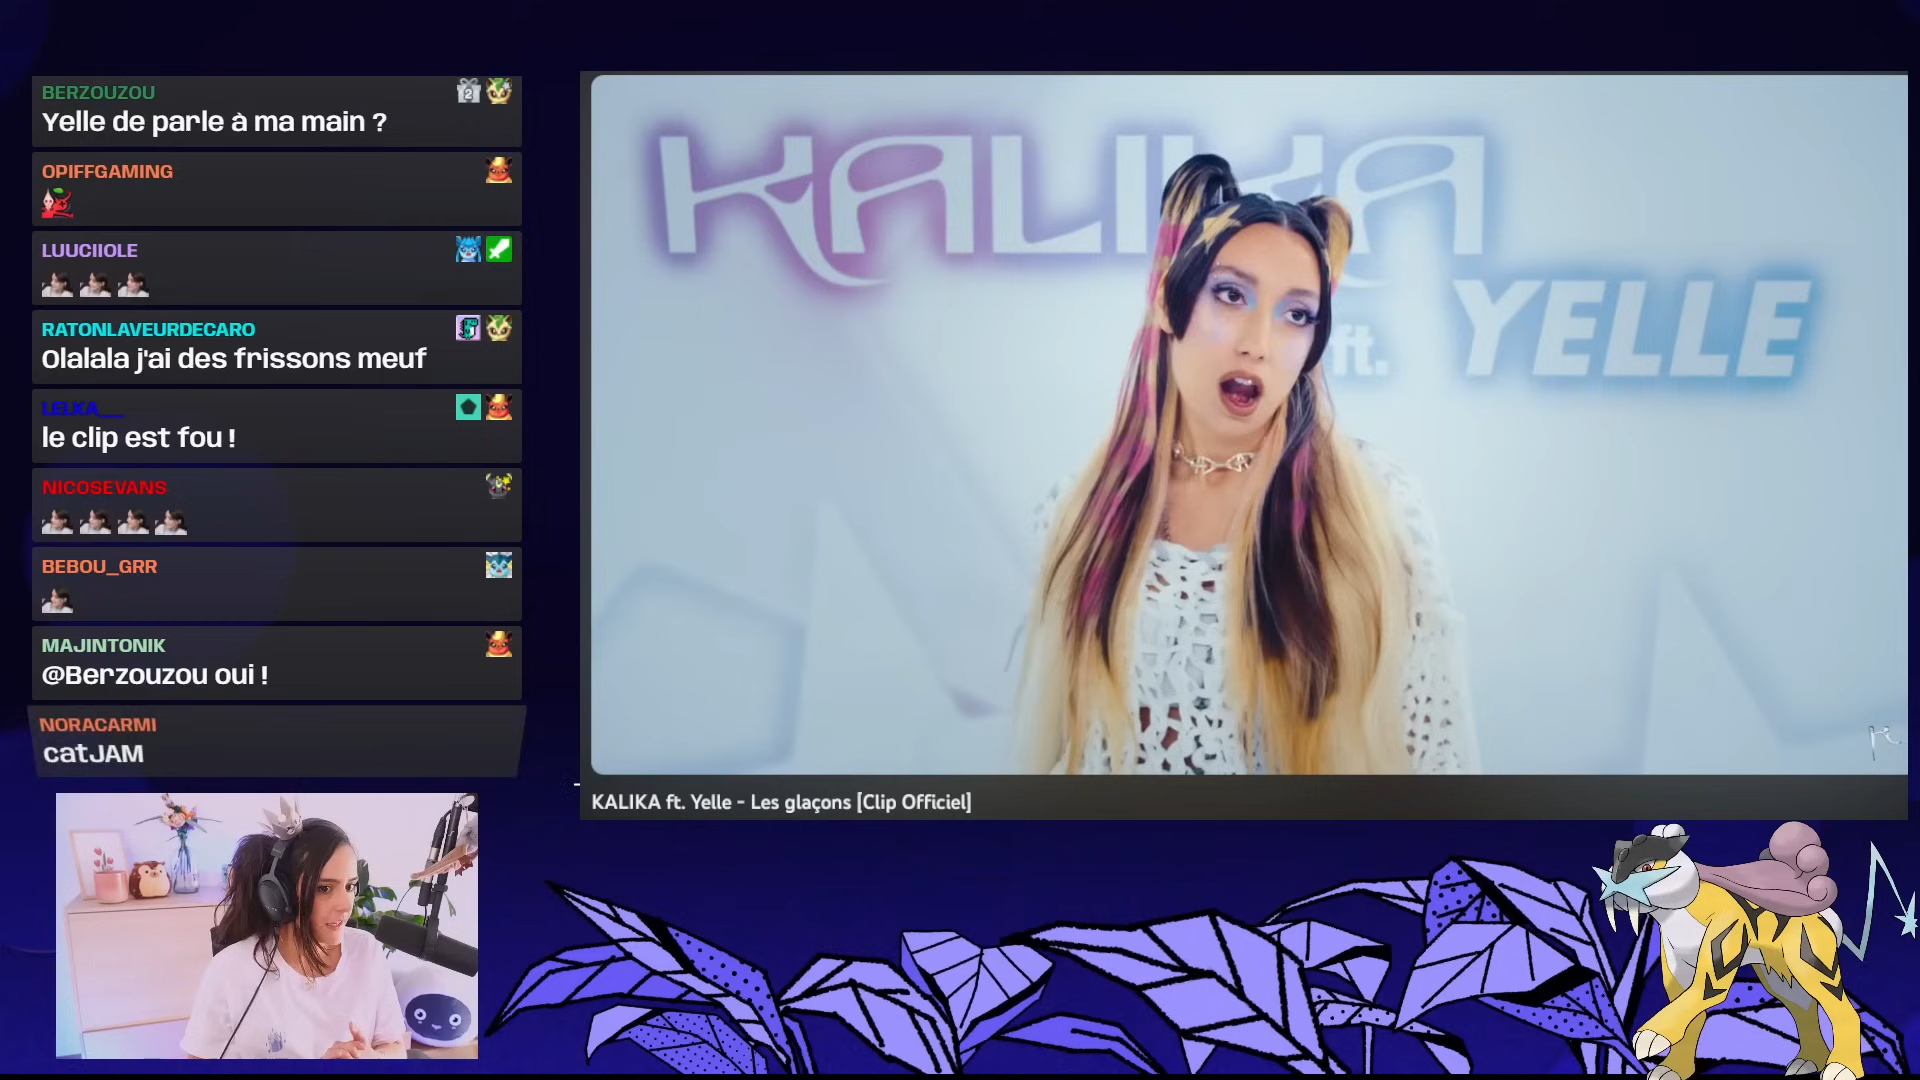 BERZOUZOU
Yelle de parle à ma main ?
OPIFFGAMING
LUUCIIOLE
RATONLAVEURDECARO
Olalala j'ai des frissons meuf
LELKA__
le clip est fou !
NICOSEVANS
BEBOU_GRR
MAJINTONIK
@Berzouzou oui !
NORACARMI
catJAM
KALIKA
ft. YELLE
KALIKA ft. Yelle - Les glaçons [Clip Officiel]